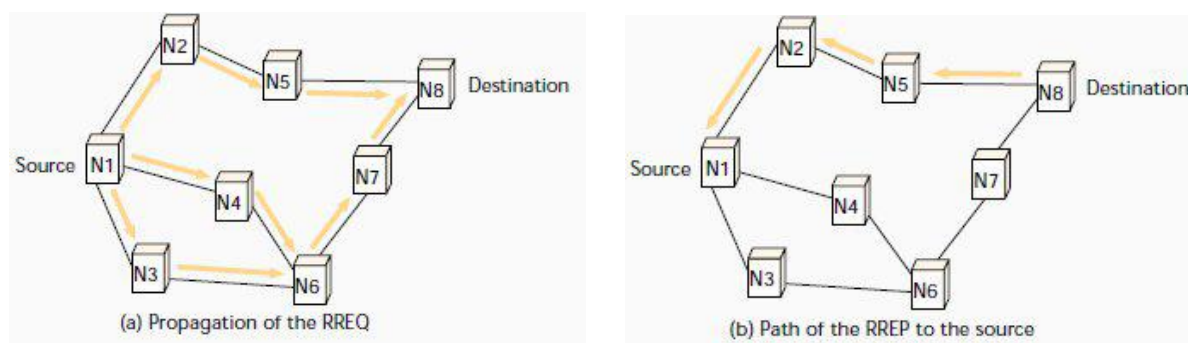 N2
N5
N8 Destination
Source N1
N7
N4
N3
N6
(a) Propagation of the RREQ
N2
N5
N8 Destination
Source N1
N7
N4
N3
N6
(b) Path of the RREP to the source